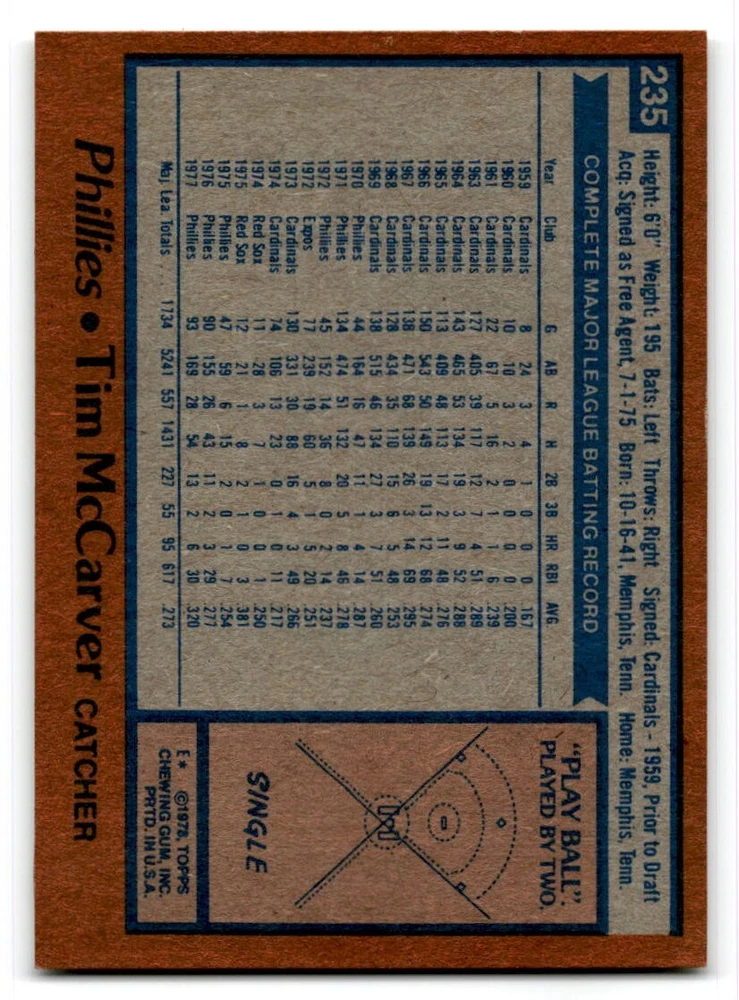 235
Height: 6'0" Weight: 195 Bats: Left Throws: Right Signed: Cardinals - 1959, Prior to Draft
Acq: Signed as Free Agent, 7-1-75 Born: 10-16-41, Memphis, Tenn. Home: Memphis, Tenn.
COMPLETE MAJOR LEAGUE BATTING RECORD
Year Club G AB R H 2B 3B HR RBI AVG.
1959 Cardinals 8 24 3 4 1 0 0 0 .167
1960 Cardinals 10 10 3 2 0 0 0 0 .200
1961 Cardinals 22 67 5 16 2 1 1 6 .239
1963 Cardinals 127 405 39 117 12 7 4 51 .289
1964 Cardinals 143 465 53 134 19 3 9 52 .288
1965 Cardinals 113 409 48 113 17 2 11 48 .276
1966 Cardinals 150 543 50 149 19 13 12 68 .274
1967 Cardinals 138 471 68 139 26 3 14 69 .295
1968 Cardinals 128 434 35 110 15 6 5 48 .253
1969 Cardinals 138 515 46 134 27 3 7 51 .260
1970 Phillies 44 164 16 47 11 1 4 14 .287
1971 Phillies 134 474 51 132 20 5 8 46 .278
1972 Phillies 45 152 14 36 8 0 2 14 .237
1972 Expos 77 239 19 60 5 1 5 20 .251
1973 Cardinals 130 331 30 88 16 4 3 49 .266
1974 Cardinals 74 106 13 23 0 1 0 11 .217
1974 Red Sox 11 28 3 7 1 0 0 1 .250
1975 Red Sox 12 21 1 8 2 1 0 3 .381
1975 Phillies 47 59 6 15 2 0 1 7 .254
1976 Phillies 90 155 26 43 11 2 3 29 .277
1977 Phillies 93 169 28 54 13 2 6 30 .320
Maj. Lea. Totals . . . 1734 5241 557 1431 227 55 95 617 .273
"PLAY BALL".
PLAYED BY TWO.
SINGLE
E* ©1978, TOPPS
CHEWING GUM, INC.
PRTD. IN U.S.A.
Phillies • Tim McCarver CATCHER